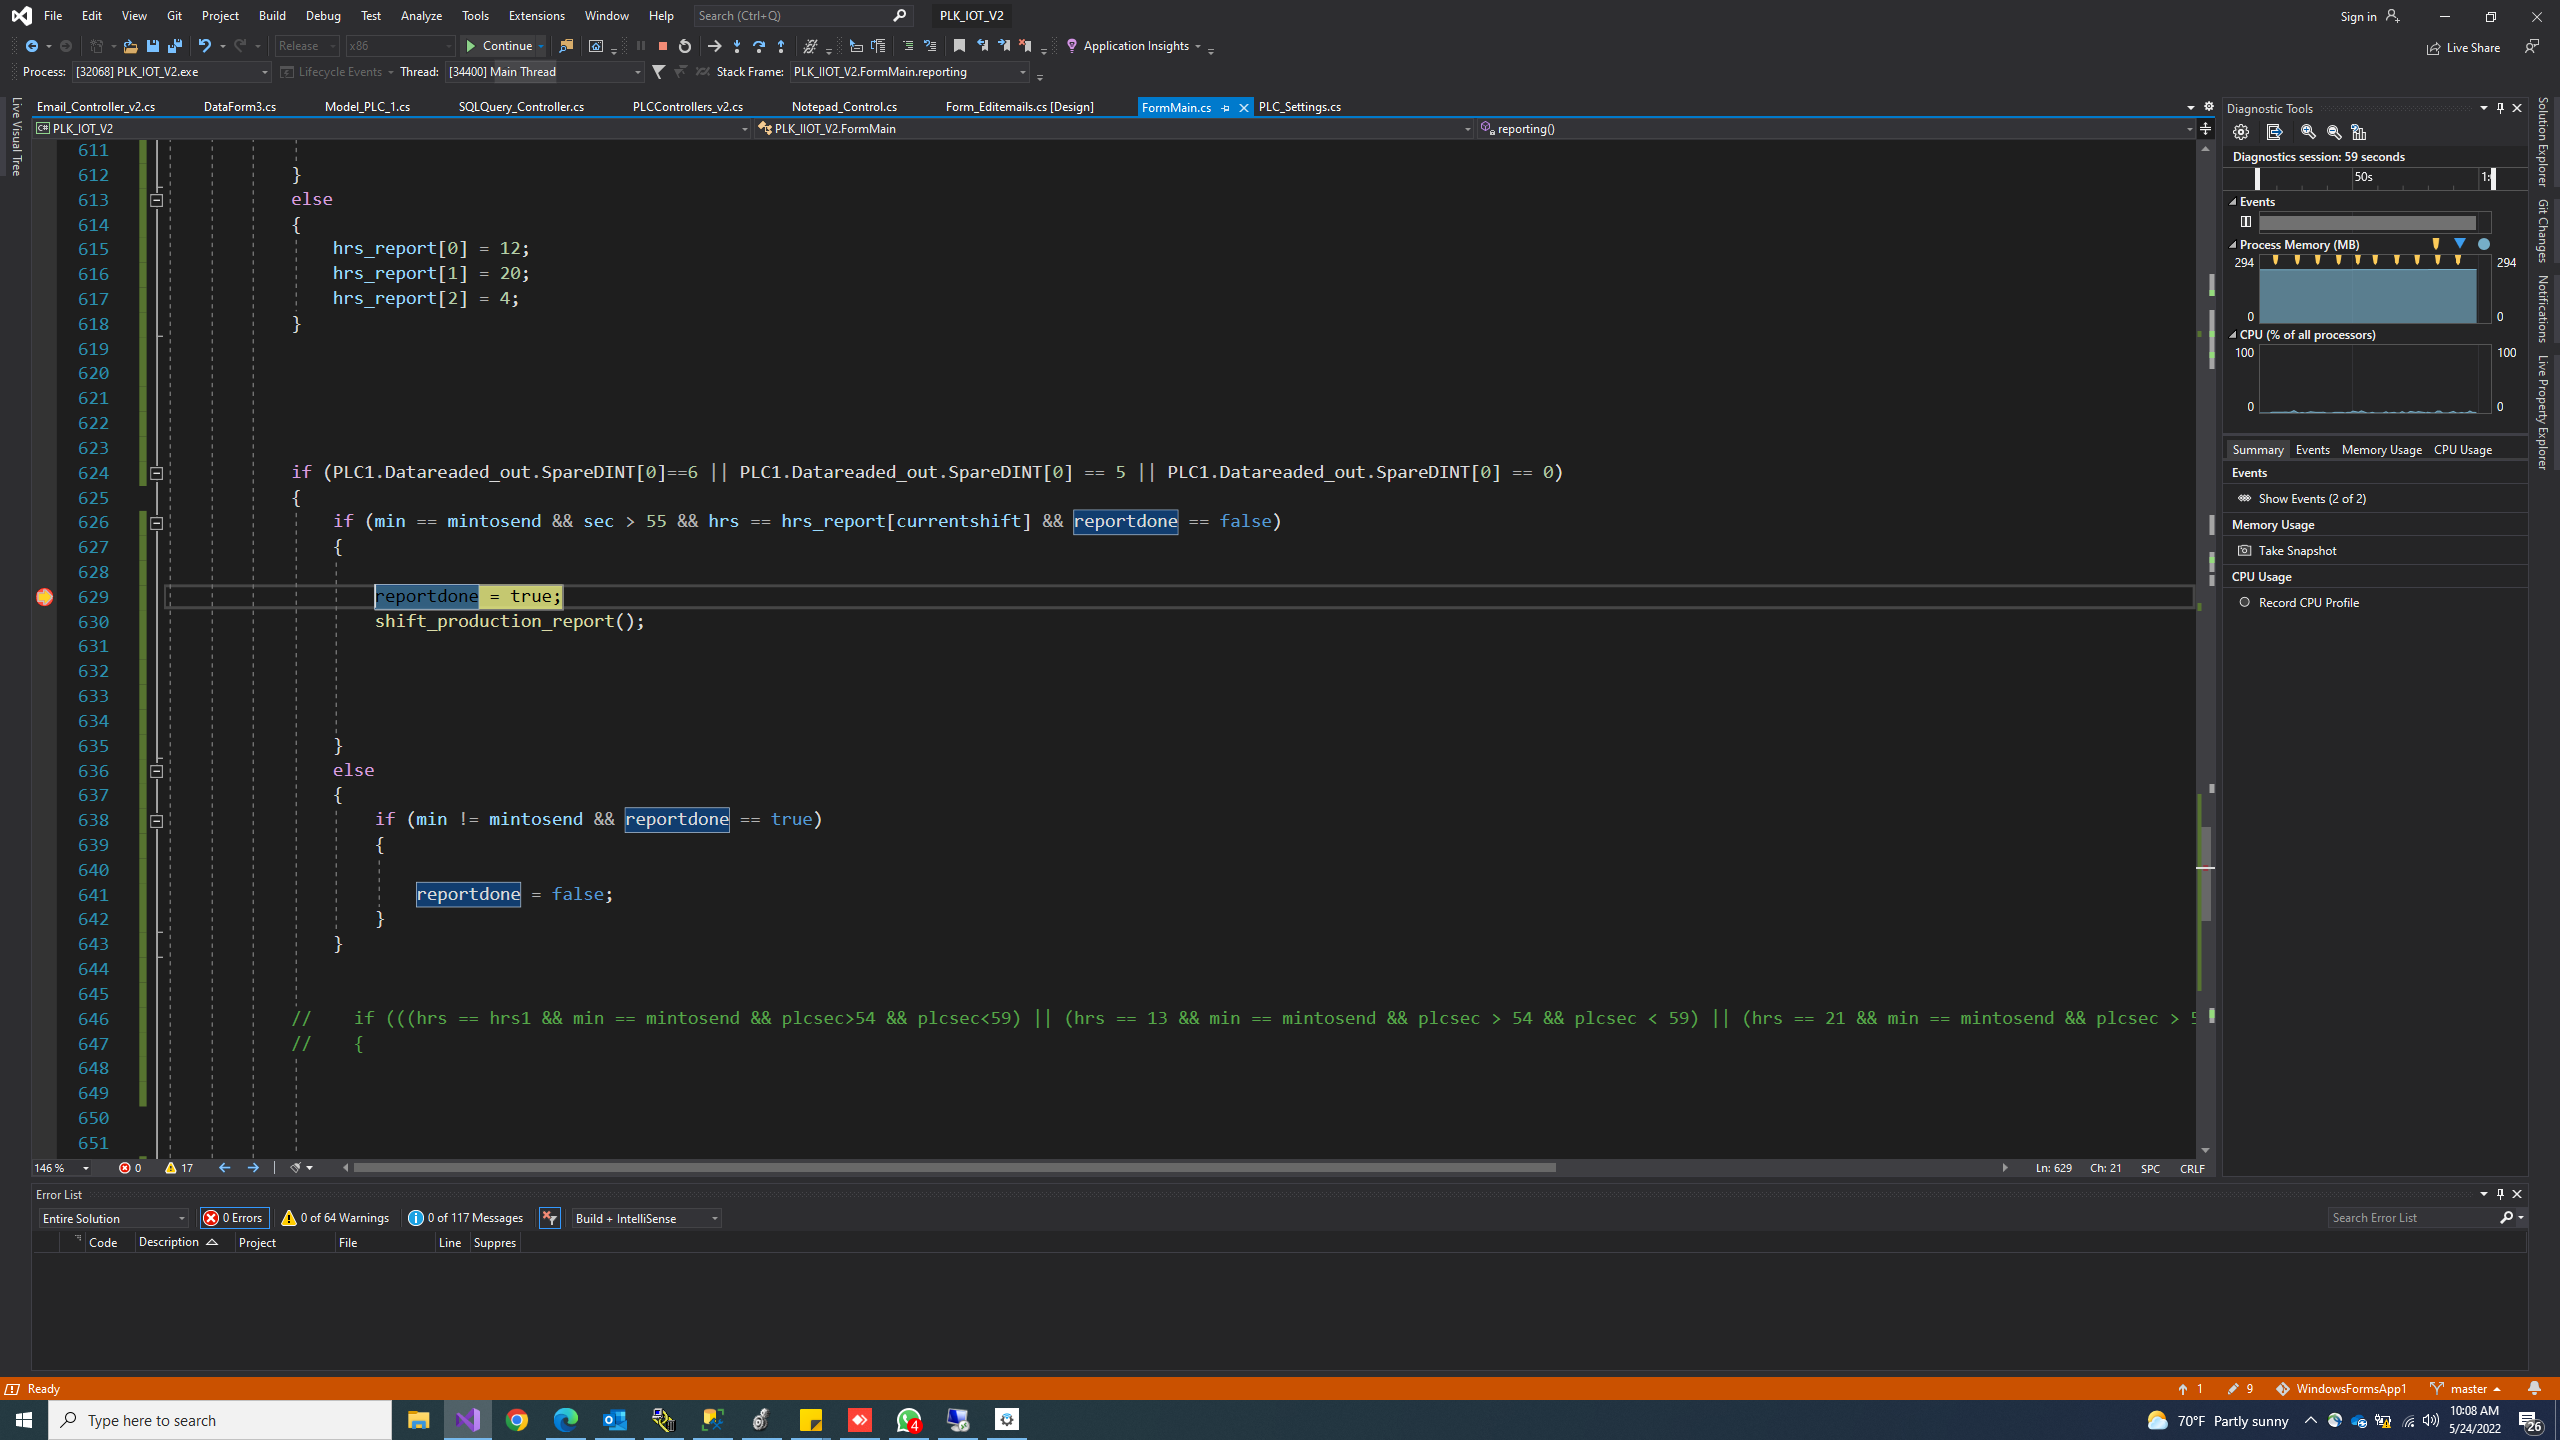 File Edit View Git Project Build Debug Test Analyze Tools Extensions Window Help Search (Ctrl+Q) PLK_IOT_V2 Sign in
Release x86 Continue Application Insights Live Share
Process: [32068] PLK_IOT_V2.exe Lifecycle Events Thread: [34400] Main Thread Stack Frame: PLK_IIOT_V2.FormMain.reporting
Email_Controller_v2.cs DataForm3.cs Model_PLC_1.cs SQLQuery_Controller.cs PLCControllers_v2.cs Notepad_Control.cs Form_Editemails.cs [Design] FormMain.cs PLC_Settings.cs
PLK_IOT_V2 PLK_IIOT_V2.FormMain reporting()
Live Visual Tree
611
612 }
613 else
614 {
615 hrs_report[0] = 12;
616 hrs_report[1] = 20;
617 hrs_report[2] = 4;
618 }
619
620
621
622
623
624 if (PLC1.Datareaded_out.SpareDINT[0]==6 || PLC1.Datareaded_out.SpareDINT[0] == 5 || PLC1.Datareaded_out.SpareDINT[0] == 0)
625 {
626 if (min == mintosend && sec > 55 && hrs == hrs_report[currentshift] && reportdone == false)
627 {
628
629 reportdone = true;
630 shift_production_report();
631
632
633
634
635 }
636 else
637 {
638 if (min != mintosend && reportdone == true)
639 {
640
641 reportdone = false;
642 }
643 }
644
645
646 // if (((hrs == hrs1 && min == mintosend && plcsec>54 && plcsec<59) || (hrs == 13 && min == mintosend && plcsec > 54 && plcsec < 59) || (hrs == 21 && min == mintosend && plcsec >
647 // {
648
649
650
651
146 % 0 17 Ln: 629 Ch: 21 SPC CRLF
Diagnostic Tools
Diagnostics session: 59 seconds
50s
Events
Process Memory (MB)
294 294
0 0
CPU (% of all processors)
100 100
0 0
Summary Events Memory Usage CPU Usage
Events
Show Events (2 of 2)
Memory Usage
Take Snapshot
CPU Usage
Record CPU Profile
Solution Explorer
Git Changes
Notifications
Live Property Explorer
Error List
Entire Solution 0 Errors 0 of 64 Warnings 0 of 117 Messages Build + IntelliSense Search Error List
Code Description Project File Line Suppres
Ready 1 9 WindowsFormsApp1 master
Type here to search 4 70°F Partly sunny 10:08 AM
5/24/2022 26